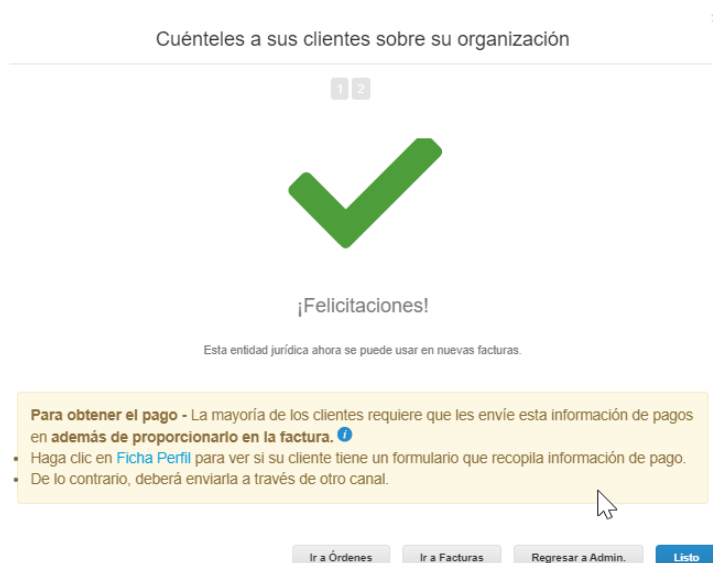 Cuénteles a sus clientes sobre su organización
1 2
¡Felicitaciones!
Esta entidad jurídica ahora se puede usar en nuevas facturas.
Para obtener el pago - La mayoría de los clientes requiere que les envíe esta información de pagos
en además de proporcionarlo en la factura. i
Haga clic en Ficha Perfil para ver si su cliente tiene un formulario que recopila información de pago.
De lo contrario, deberá enviarla a través de otro canal.
Ir a Órdenes Ir a Facturas Regresar a Admin. Listo